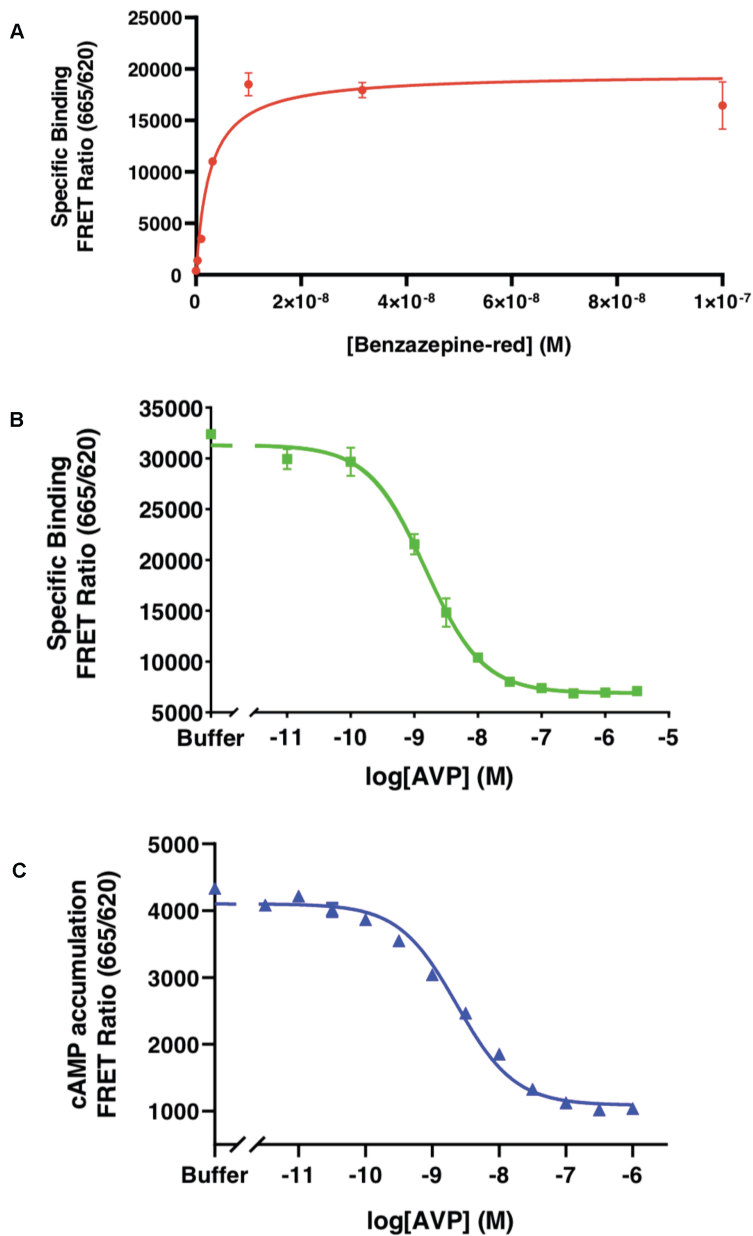 A
Specific Binding
FRET Ratio (665/620)
25000
20000
15000
10000
5000
0
0
2×10-8
4×10-8
6×10-8
8×10-8
1×10-7
[Benzazepine-red] (M)
B
Specific Binding
FRET Ratio (665/620)
35000
30000
25000
20000
15000
10000
5000
Buffer
-11
-10
-9
-8
-7
-6
-5
log[AVP] (M)
C
cAMP accumulation
FRET Ratio (665/620)
5000
4000
3000
2000
1000
Buffer
-11
-10
-9
-8
-7
-6
log[AVP] (M)